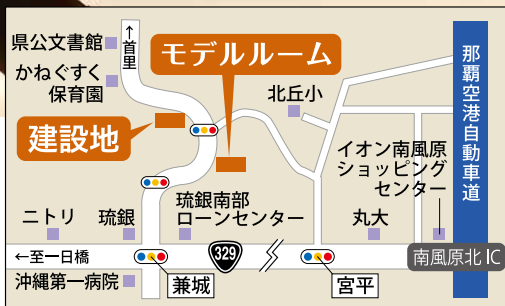 県公文書館
↑首里
かねぐすく
保育園
モデルルーム
建設地
北丘小
那覇空港自動車道
イオン南風原
ショッピング
センター
ニトリ
琉銀
琉銀南部
ローンセンター
丸大
←至一日橋
329
南風原北IC
沖縄第一病院
兼城
宮平